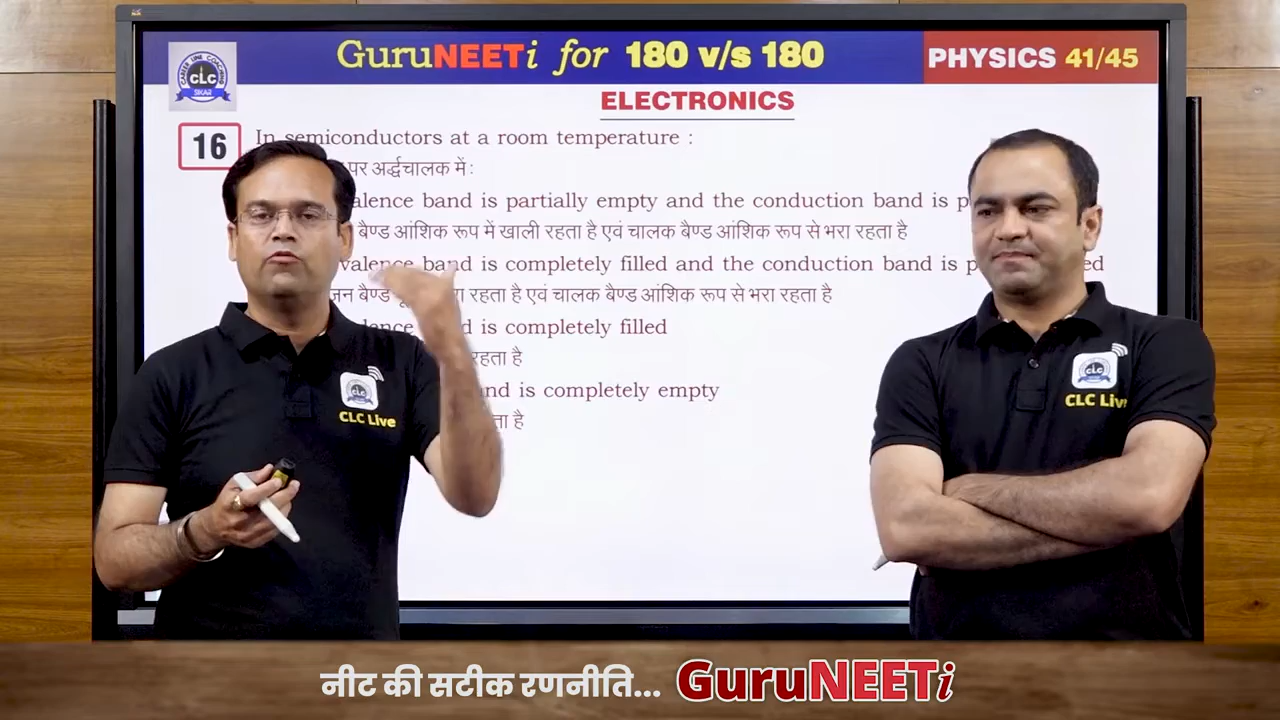 GuruNEETi for 180 v/s 180
PHYSICS 41/45
CLC
SIKAR
ELECTRONICS
16 In semiconductors at a room temperature :
पर अर्द्धचालक में :
band is partially empty and the conduction band is
बैण्ड आंशिक रूप में खाली रहता है एवं चालक बैण्ड आंशिक रूप से भरा रहता है
valence band is completely filled and the conduction band is
बैण्ड रहता है एवं चालक बैण्ड आंशिक रूप से भरा रहता है
is completely filled
रहता है
is completely empty
है
CLC Live
CLC
नीट की सटीक रणनीति... GuruNEETi